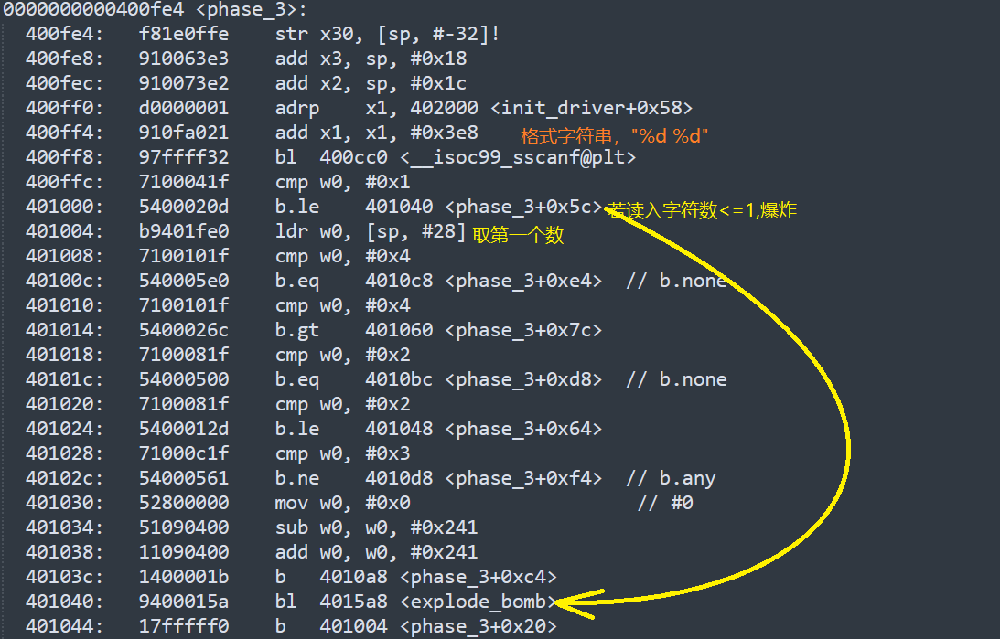 0000000000400fe4 <phase_3>:
400fe4: f81e0ffe str x30, [sp, #-32]!
400fe8: 910063e3 add x3, sp, #0x18
400fec: 910073e2 add x2, sp, #0x1c
400ff0: d0000001 adrp x1, 402000 <init_driver+0x58>
400ff4: 910fa021 add x1, x1, #0x3e8 格式字符串，"%d %d"
400ff8: 97ffff32 bl 400cc0 <__isoc99_sscanf@plt>
400ffc: 7100041f cmp w0, #0x1
401000: 5400020d b.le 401040 <phase_3+0x5c> 若读入字符数<=1,爆炸
401004: b9401fe0 ldr w0, [sp, #28] 取第一个数
401008: 7100101f cmp w0, #0x4
40100c: 540005e0 b.eq 4010c8 <phase_3+0xe4> // b.none
401010: 7100101f cmp w0, #0x4
401014: 5400026c b.gt 401060 <phase_3+0x7c>
401018: 7100081f cmp w0, #0x2
40101c: 54000500 b.eq 4010bc <phase_3+0xd8> // b.none
401020: 7100081f cmp w0, #0x2
401024: 5400012d b.le 401048 <phase_3+0x64>
401028: 71000c1f cmp w0, #0x3
40102c: 54000561 b.ne 4010d8 <phase_3+0xf4> // b.any
401030: 52800000 mov w0, #0x0 // #0
401034: 51090400 sub w0, w0, #0x241
401038: 11090400 add w0, w0, #0x241
40103c: 1400001b b 4010a8 <phase_3+0xc4>
401040: 9400015a bl 4015a8 <explode_bomb>
401044: 17fffff0 b 401004 <phase_3+0x20>